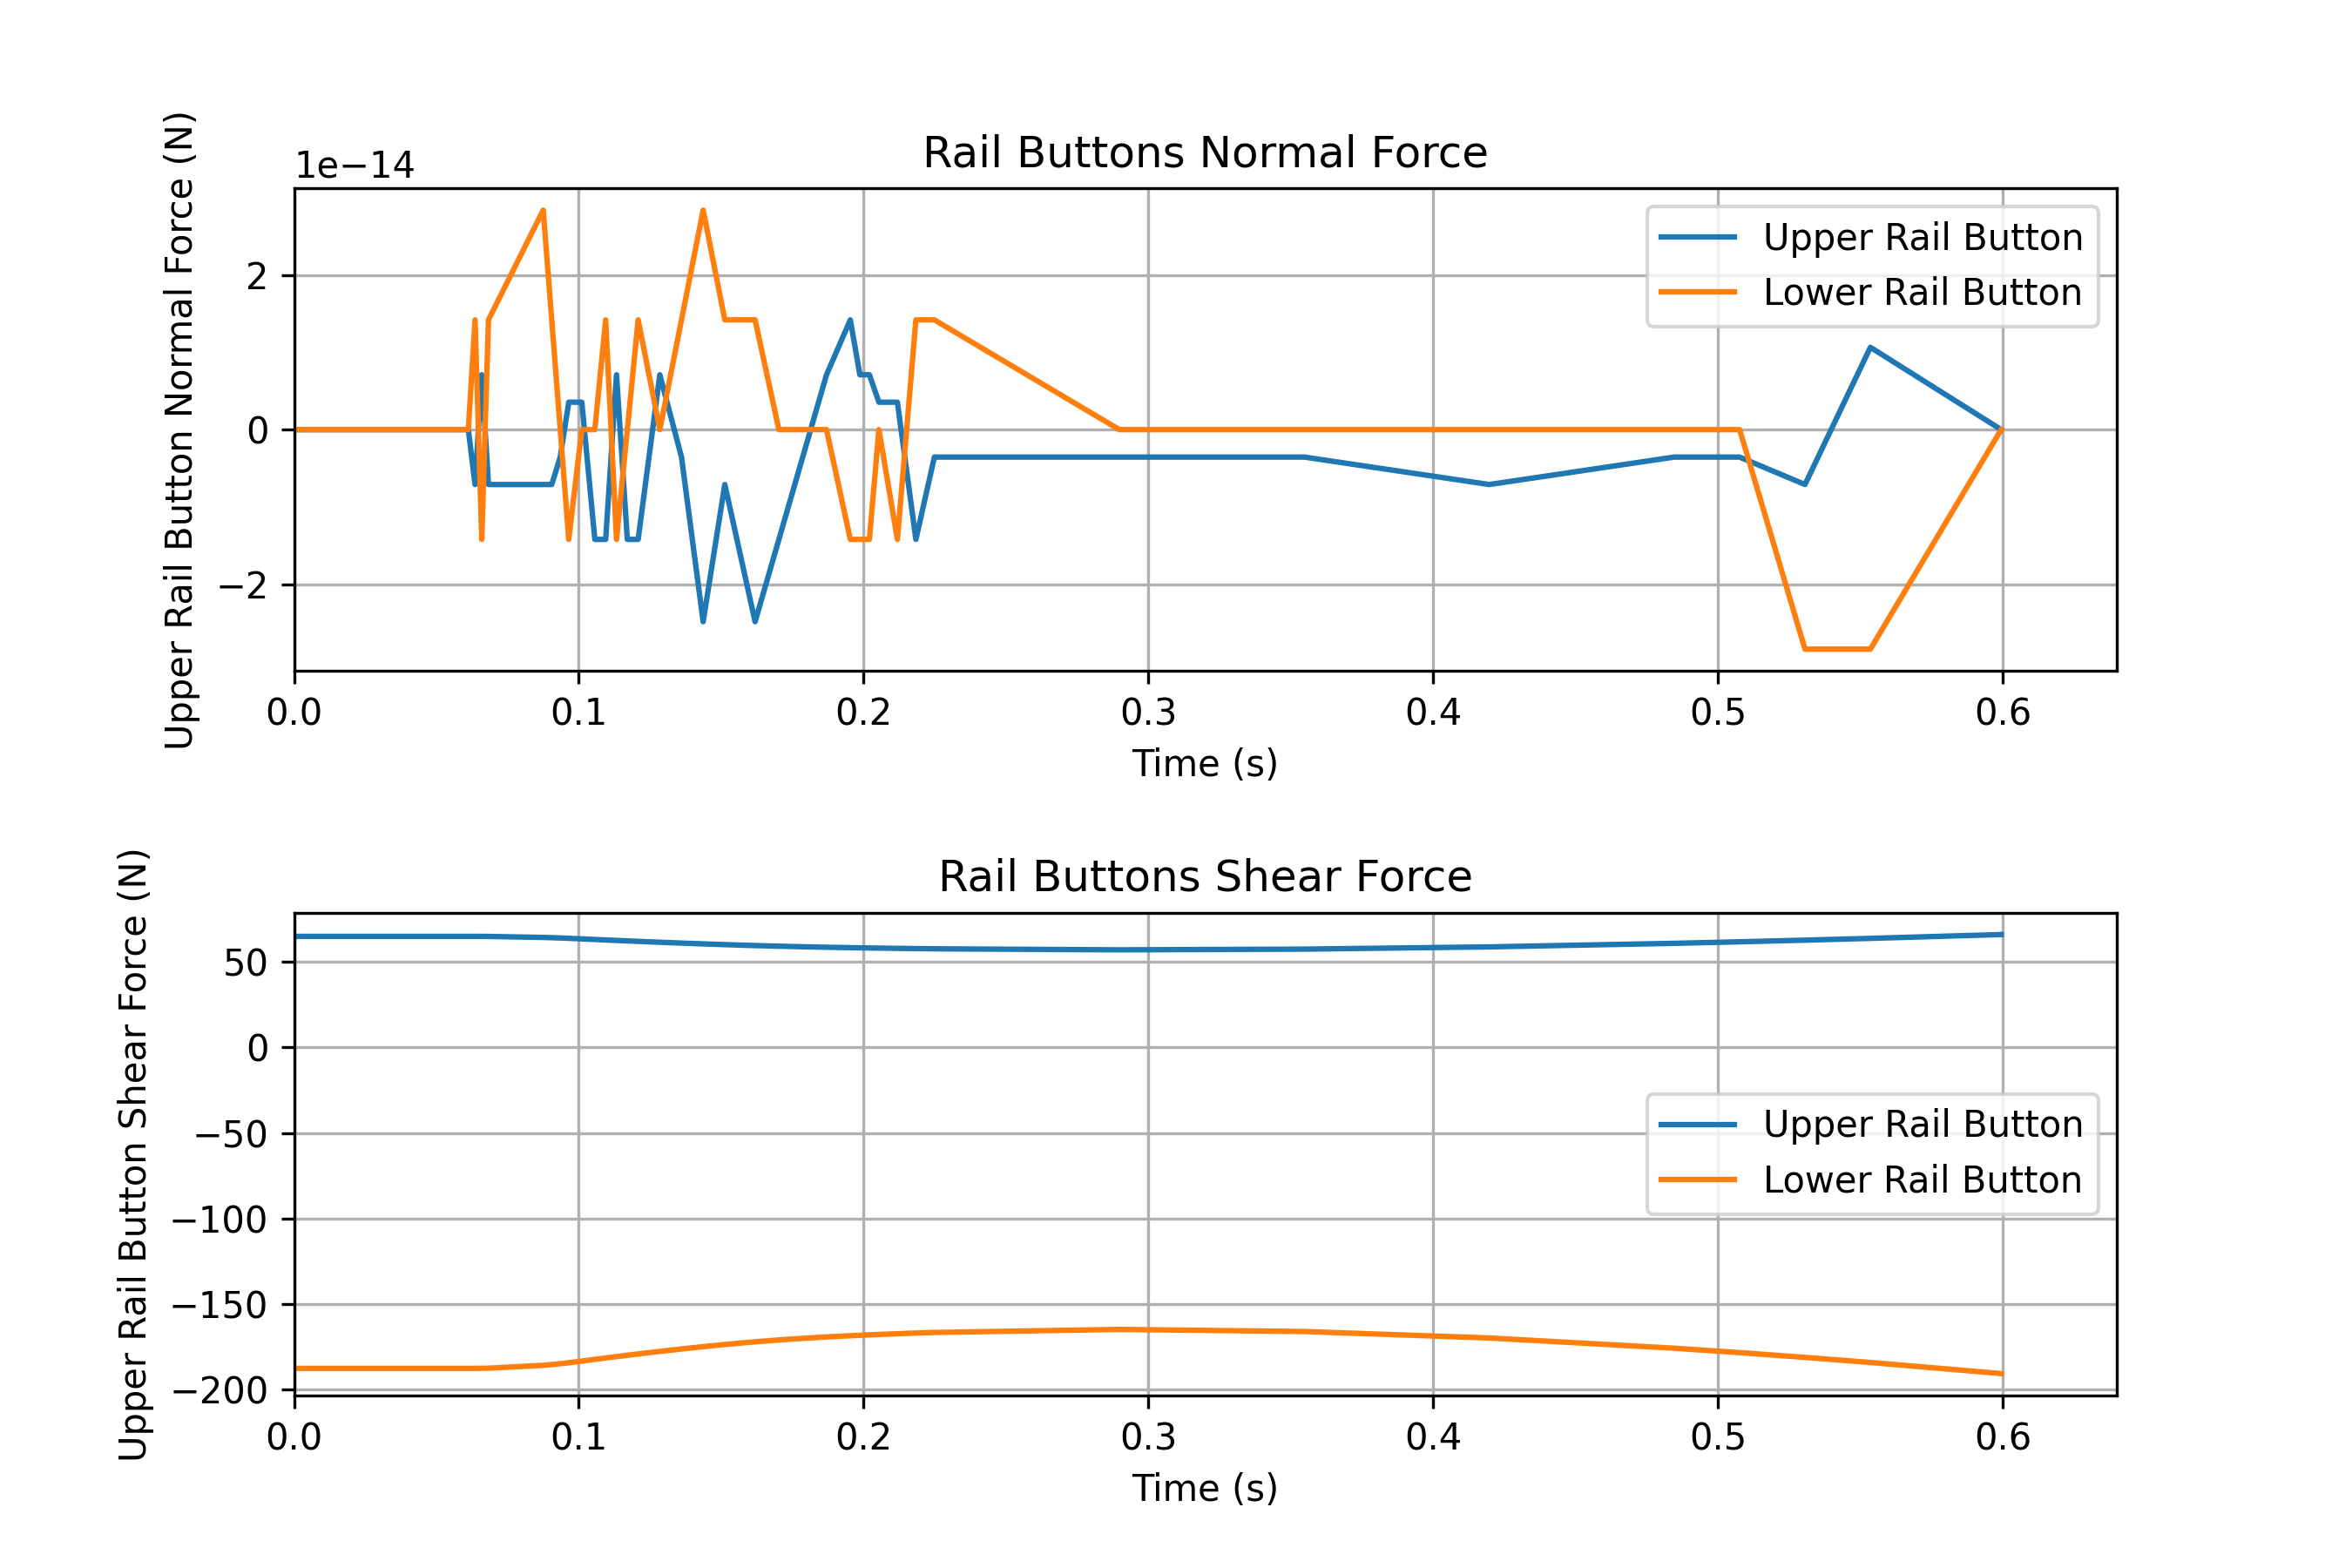 Rail Buttons Normal Force
1e−14
Upper Rail Button Normal Force (N)
2
0
−2
Upper Rail Button
Lower Rail Button
0.0 0.1 0.2 0.3 0.4 0.5 0.6
Time (s)
Rail Buttons Shear Force
Upper Rail Button Shear Force (N)
50
0
−50
−100
−150
−200
Upper Rail Button
Lower Rail Button
0.0 0.1 0.2 0.3 0.4 0.5 0.6
Time (s)